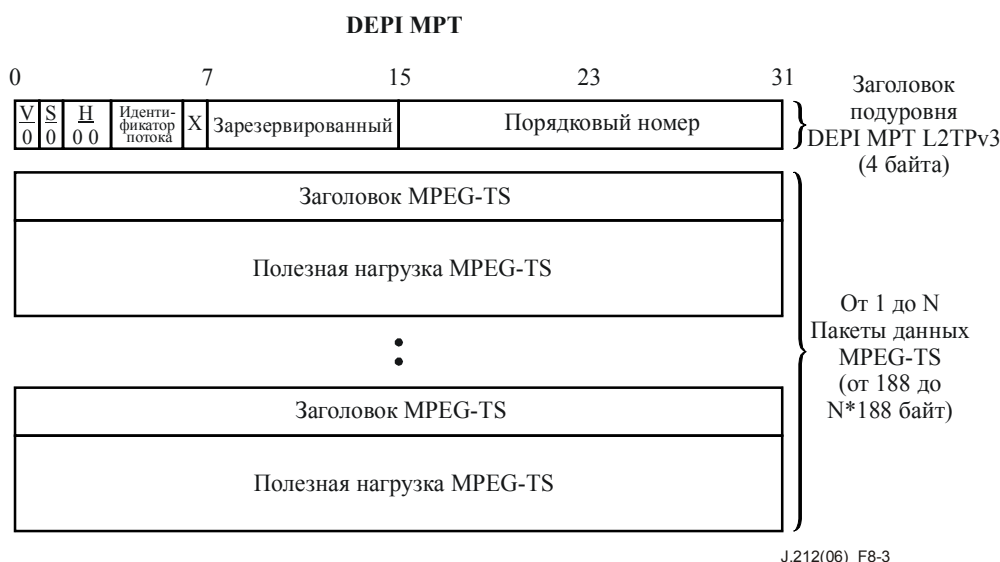 DEPI MPT
0 7 15 23 31
V S H Иденти-
фикатор
потока X Зарезервированный Порядковый номер
0 0 0 0
Заголовок
подуровня
DEPI MPT L2TPv3
(4 байта)
Заголовок MPEG-TS
Полезная нагрузка MPEG-TS
Заголовок MPEG-TS
Полезная нагрузка MPEG-TS
От 1 до N
Пакеты данных
MPEG-TS
(от 188 до
N*188 байт)
J.212(06)_F8-3